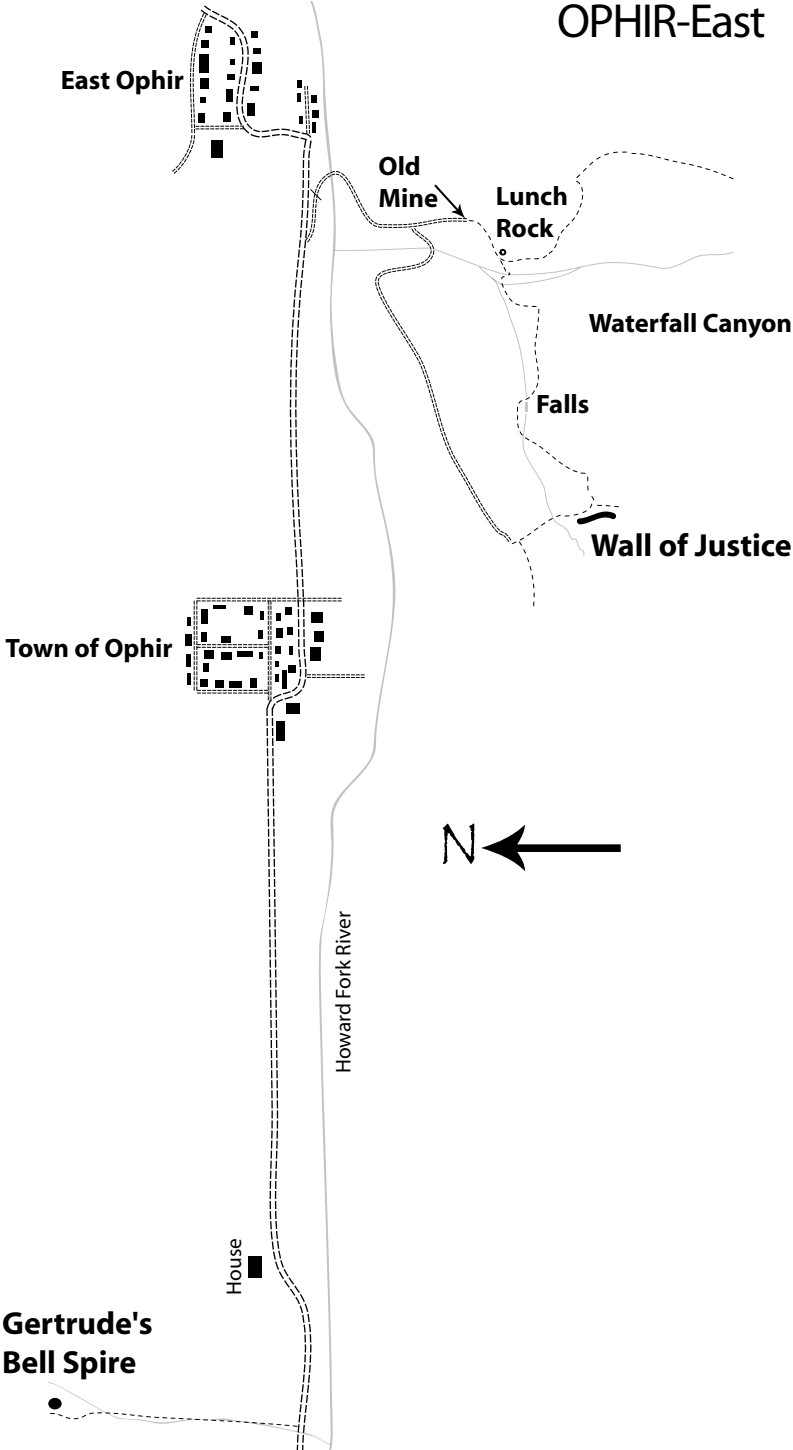 OPHIR-East
East Ophir
Old
Mine
Lunch
Rock
Waterfall Canyon
Falls
Wall of Justice
Town of Ophir
N
Howard Fork River
House
Gertrude's
Bell Spire